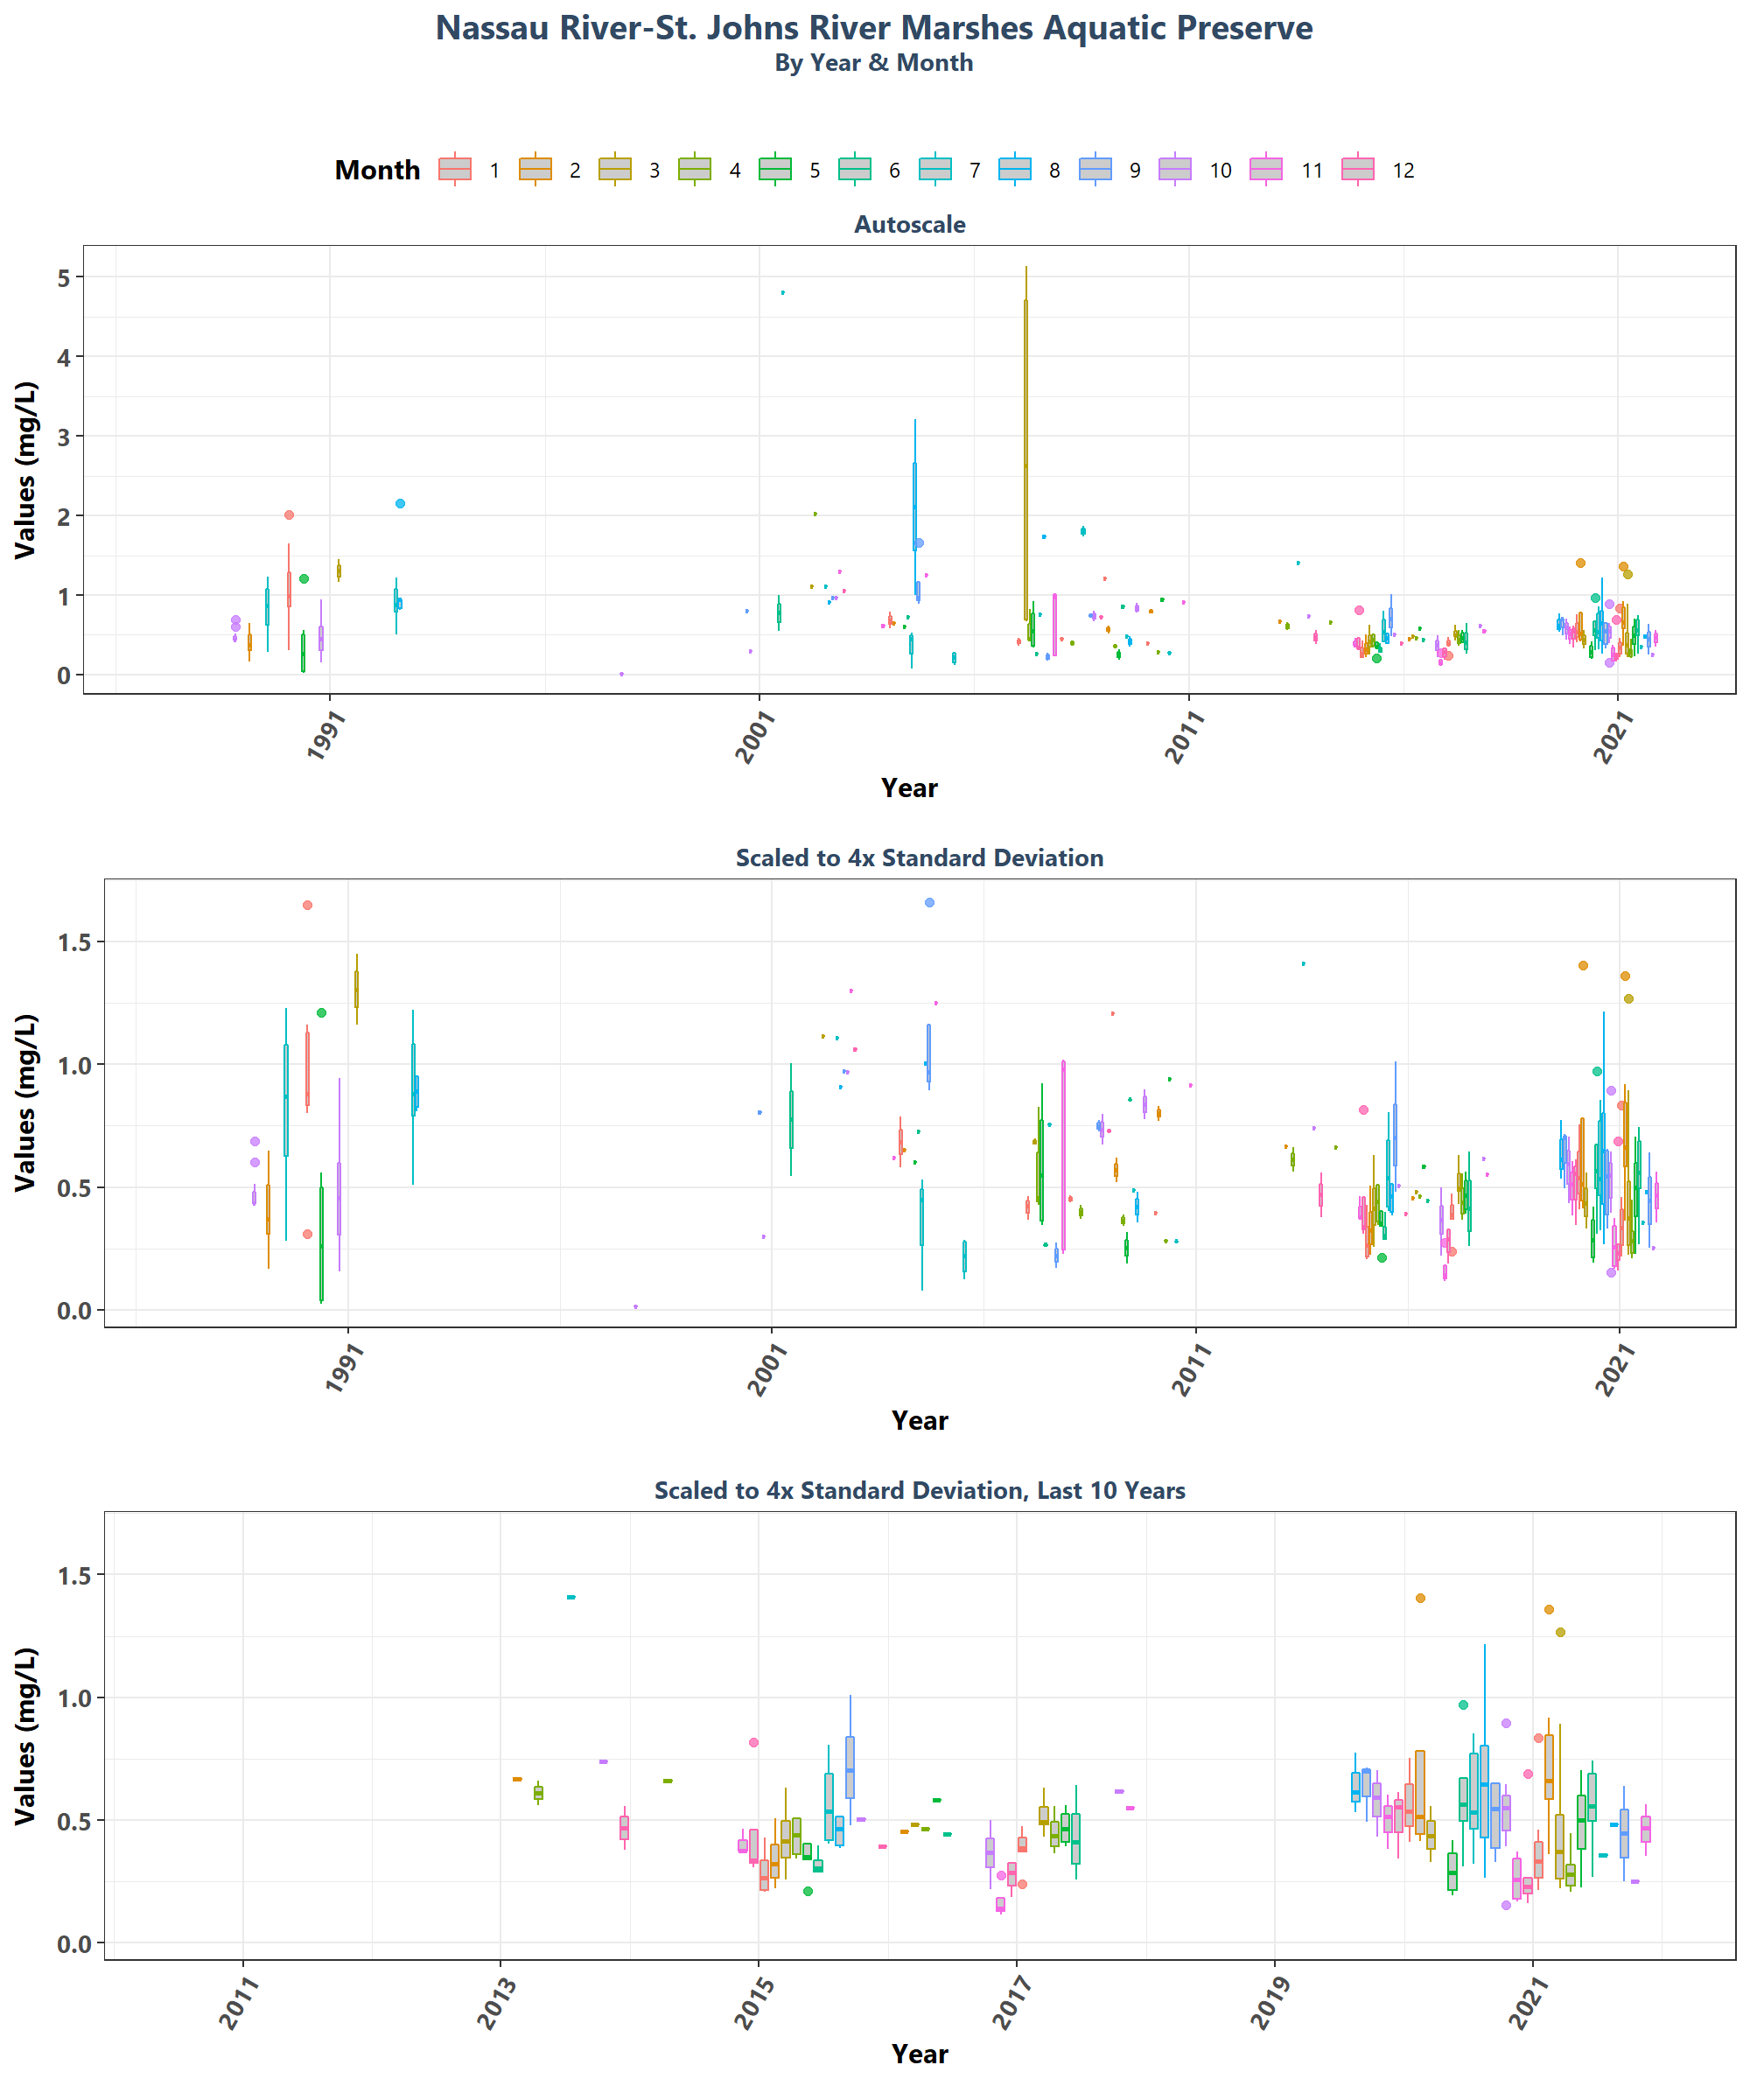 Nassau River-St. Johns River Marshes Aquatic Preserve
By Year & Month
Month 1 2 3 4 5 6 7 8 9 10 11 12
Autoscale
Values (mg/L)
5
4
3
2
1
0
1991 2001 2011 2021
Year
Scaled to 4x Standard Deviation
Values (mg/L)
1.5
1.0
0.5
0.0
1991 2001 2011 2021
Year
Scaled to 4x Standard Deviation, Last 10 Years
Values (mg/L)
1.5
1.0
0.5
0.0
2011 2013 2015 2017 2019 2021
Year